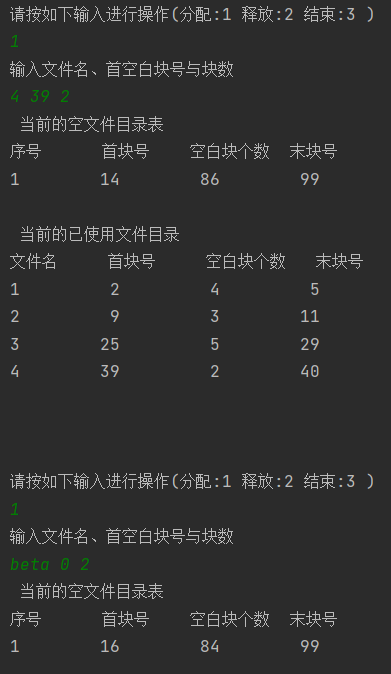 请按如下输入进行操作(分配:1 释放:2 结束:3 )
1
输入文件名、首空白块号与块数
4 39 2
当前的空文件目录表
序号 首块号 空白块个数 末块号
1 14 86 99
当前的已使用文件目录
文件名 首块号 空白块个数 末块号
1 2 4 5
2 9 3 11
3 25 5 29
4 39 2 40
请按如下输入进行操作(分配:1 释放:2 结束:3 )
1
输入文件名、首空白块号与块数
beta 0 2
当前的空文件目录表
序号 首块号 空白块个数 末块号
1 16 84 99